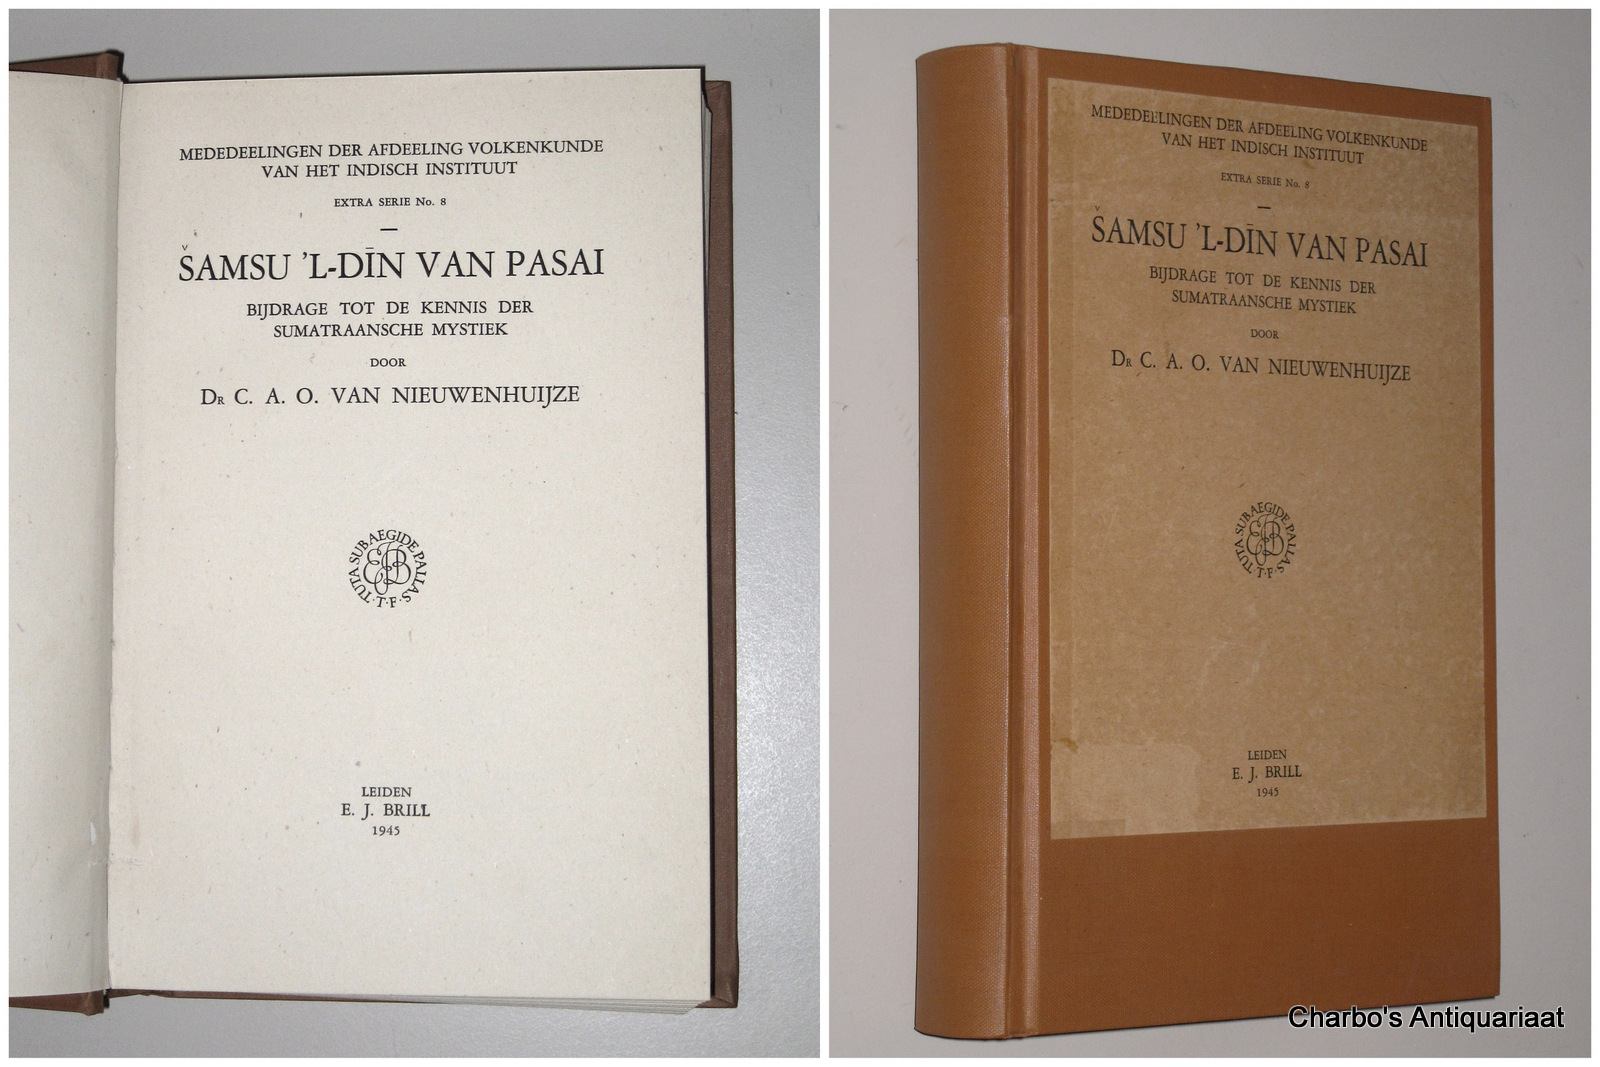 MEDEDEELINGEN DER AFDEELING VOLKENKUNDE
VAN HET INDISCH INSTITUUT
EXTRA SERIE No. 8
ŠAMSU 'L-DĪN VAN PASAI
BIJDRAGE TOT DE KENNIS DER
SUMATRAANSCHE MYSTIEK
DOOR
DR C. A. O. VAN NIEUWENHUIJZE
TUTA SUB AEGIDE PALLAS
EJB
·T·F·
LEIDEN
E. J. BRILL
1945
MEDEDEELINGEN DER AFDEELING VOLKENKUNDE
VAN HET INDISCH INSTITUUT
EXTRA SERIE No. 8
ŠAMSU 'L-DĪN VAN PASAI
BIJDRAGE TOT DE KENNIS DER
SUMATRAANSCHE MYSTIEK
DOOR
DR C. A. O. VAN NIEUWENHUIJZE
TUTA SUB AEGIDE PALLAS
EJB
·T·F·
LEIDEN
E. J. BRILL
1945
Charbo's Antiquariaat